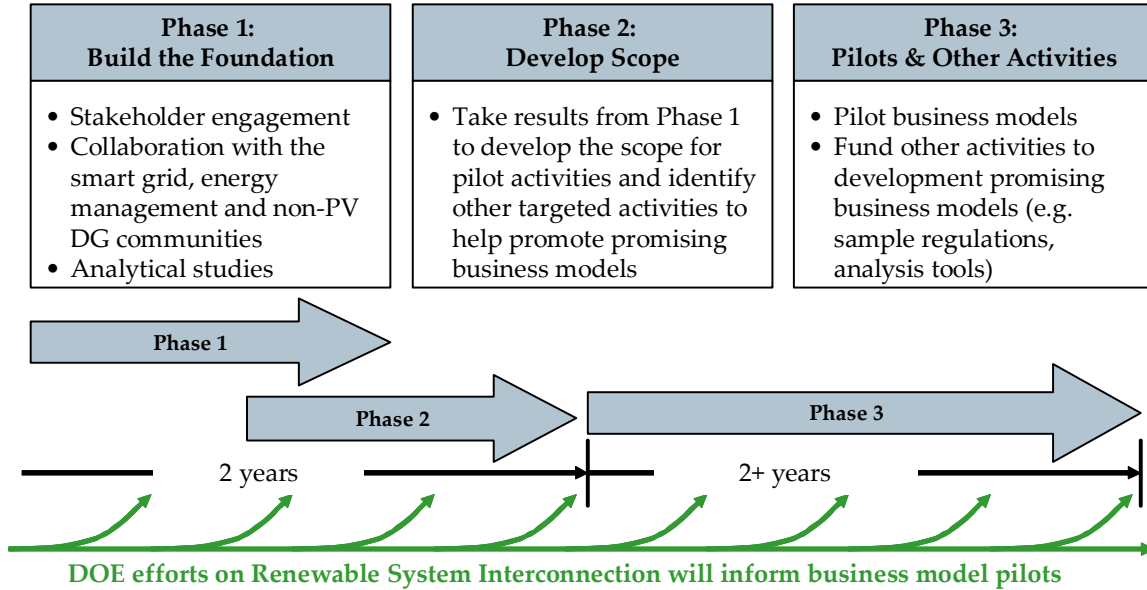 Phase 1:
Build the Foundation
• Stakeholder engagement
• Collaboration with the
smart grid, energy
management and non-PV
DG communities
• Analytical studies
Phase 2:
Develop Scope
• Take results from Phase 1
to develop the scope for
pilot activities and identify
other targeted activities to
help promote promising
business models
Phase 3:
Pilots & Other Activities
• Pilot business models
• Fund other activities to
development promising
business models (e.g.
sample regulations,
analysis tools)
Phase 1
Phase 2
Phase 3
2 years
2+ years
DOE efforts on Renewable System Interconnection will inform business model pilots